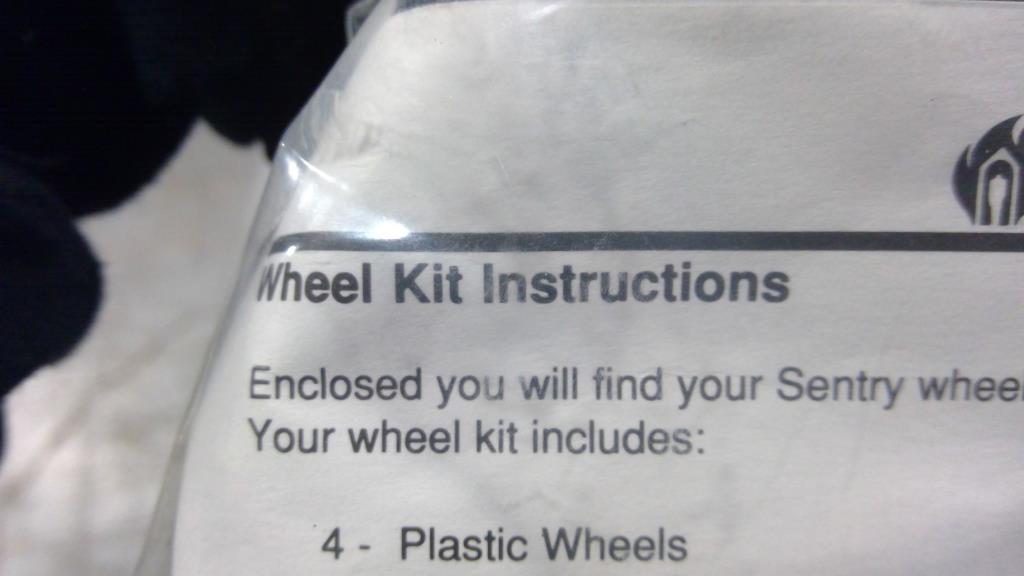 Wheel Kit Instructions
Enclosed you will find your Sentry wheel
Your wheel kit includes:
4 - Plastic Wheels